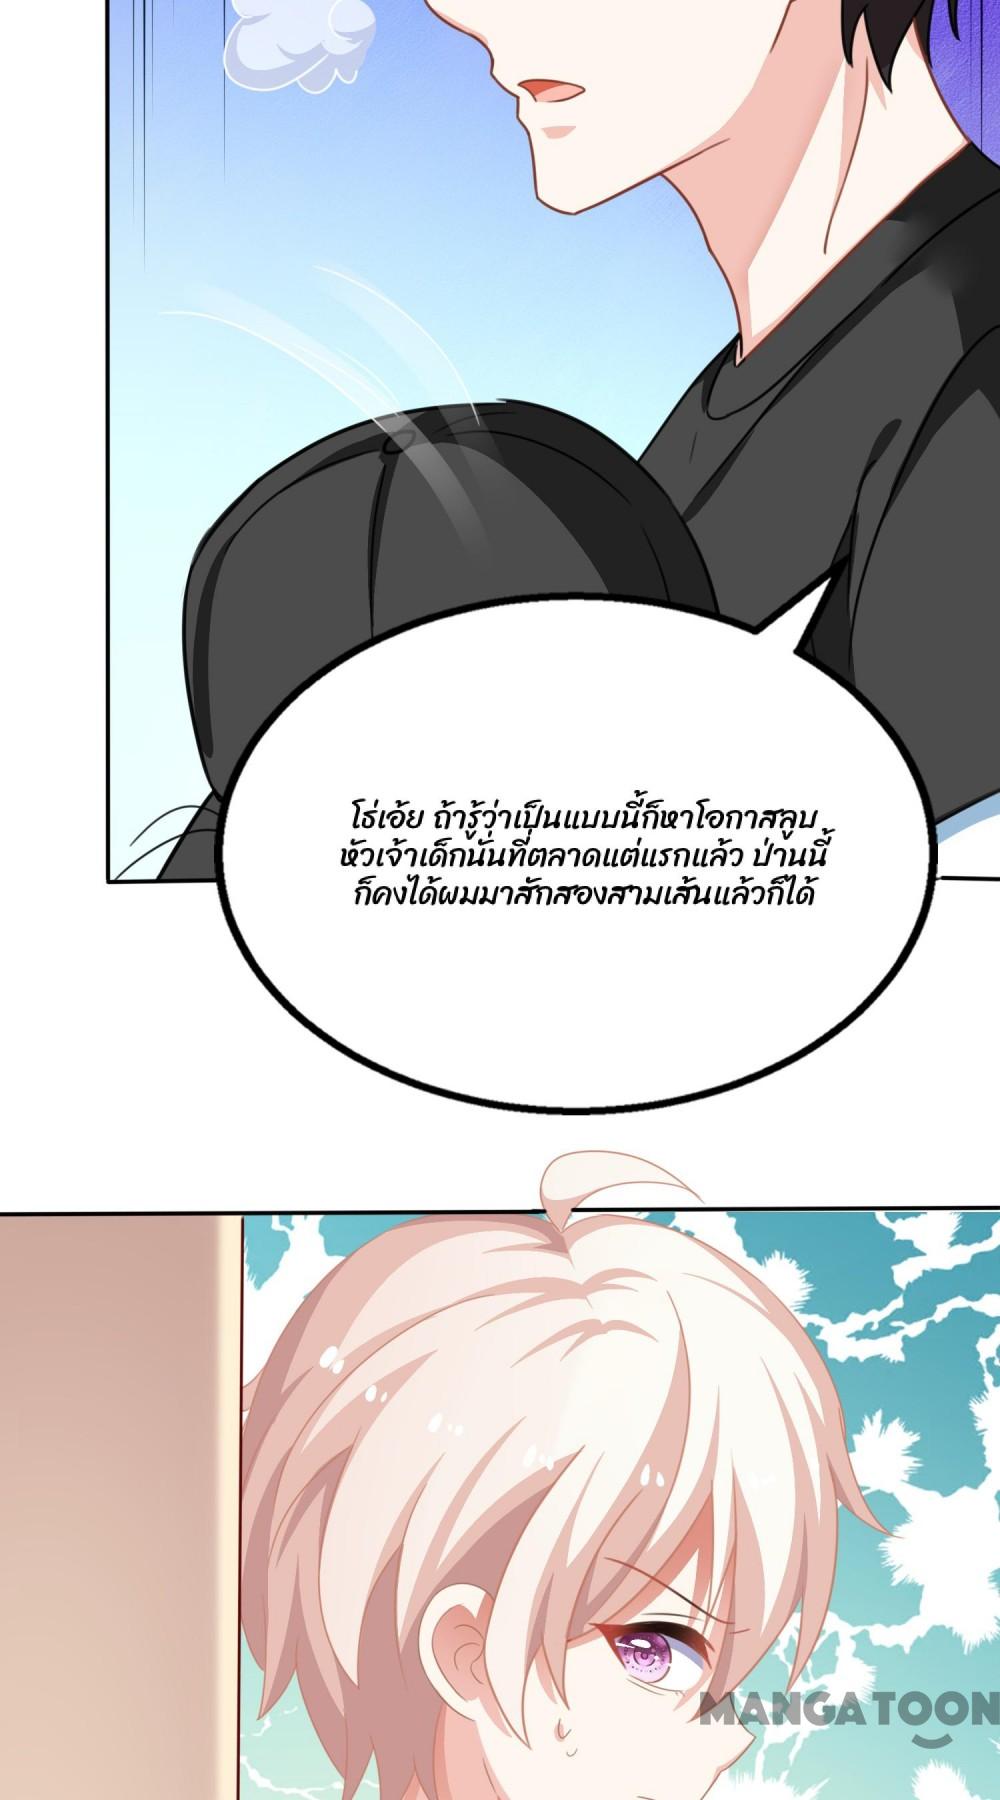 โธ่เอ้ย ถ้ารู้ว่าเป็นแบบนี้ก็หาโอกาสลูบ
หัวเจ้าเด็กนั่นที่ตลาดแต่แรกแล้ว ป่านนี้
ก็คงได้ผมมาสักสองสามเส้นแล้วก็ได้
MANGATOON